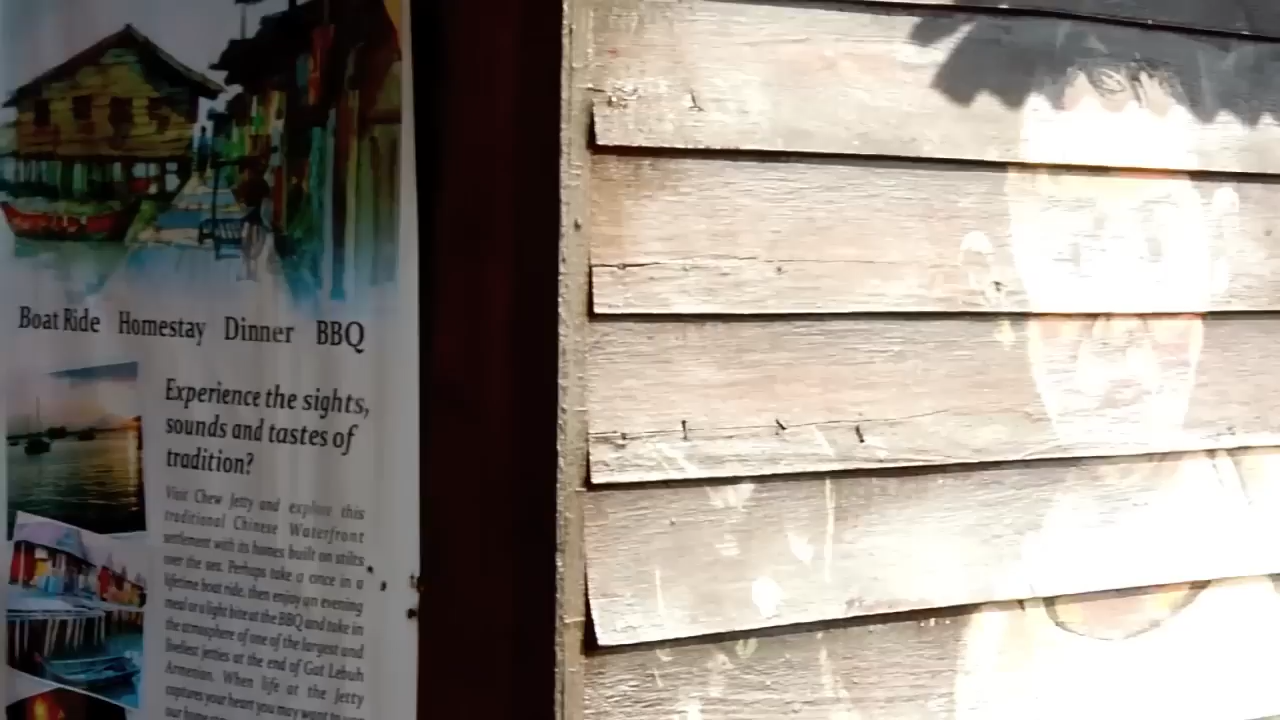 Boat Ride Homestay Dinner BBQ
Experience the sights,
sounds and tastes of
tradition?
Visit Chew Jetty and explore this
traditional Chinese Waterfront
settlement with its homes built on stilts
over the sea. Perhaps take a once in a
lifetime boat ride, then enjoy an evening
meal or a light bite at the BBQ and take in
the atmosphere of one of the largest and
liveliest jetties at the end of Gat Lebuh
Armenian. When life at the Jetty
captures your heart you may want to
our home